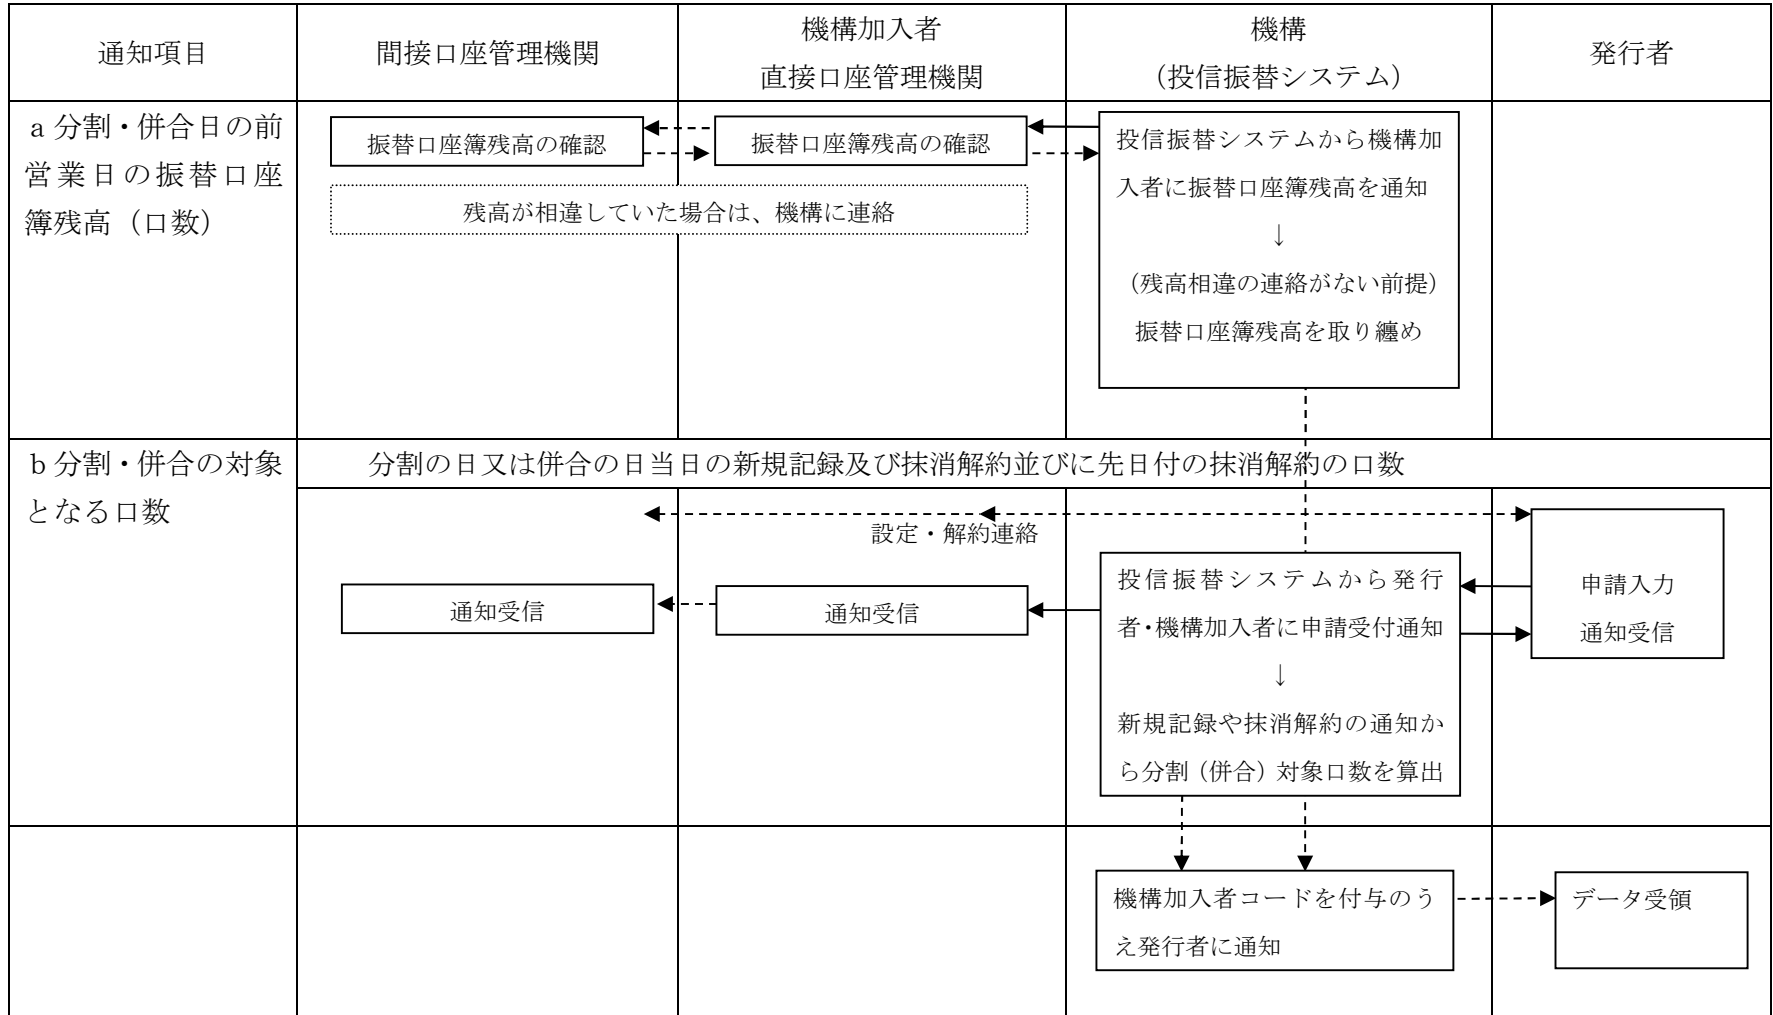 通知項目
間接口座管理機関
機構加入者
直接口座管理機関
機構
（投信振替システム）
発行者
a 分割・併合日の前
営業日の振替口座
簿残高（口数）
振替口座簿残高の確認
振替口座簿残高の確認
残高が相違していた場合は、機構に連絡
投信振替システムから機構加
入者に振替口座簿残高を通知
↓
（残高相違の連絡がない前提）
振替口座簿残高を取り纏め
b 分割・併合の対象
となる口数
分割の日又は併合の日当日の新規記録及び抹消解約並びに先日付の抹消解約の口数
設定・解約連絡
通知受信
通知受信
投信振替システムから発行
者・機構加入者に申請受付通知
↓
新規記録や抹消解約の通知か
ら分割（併合）対象口数を算出
申請入力
通知受信
機構加入者コードを付与のう
え発行者に通知
データ受領